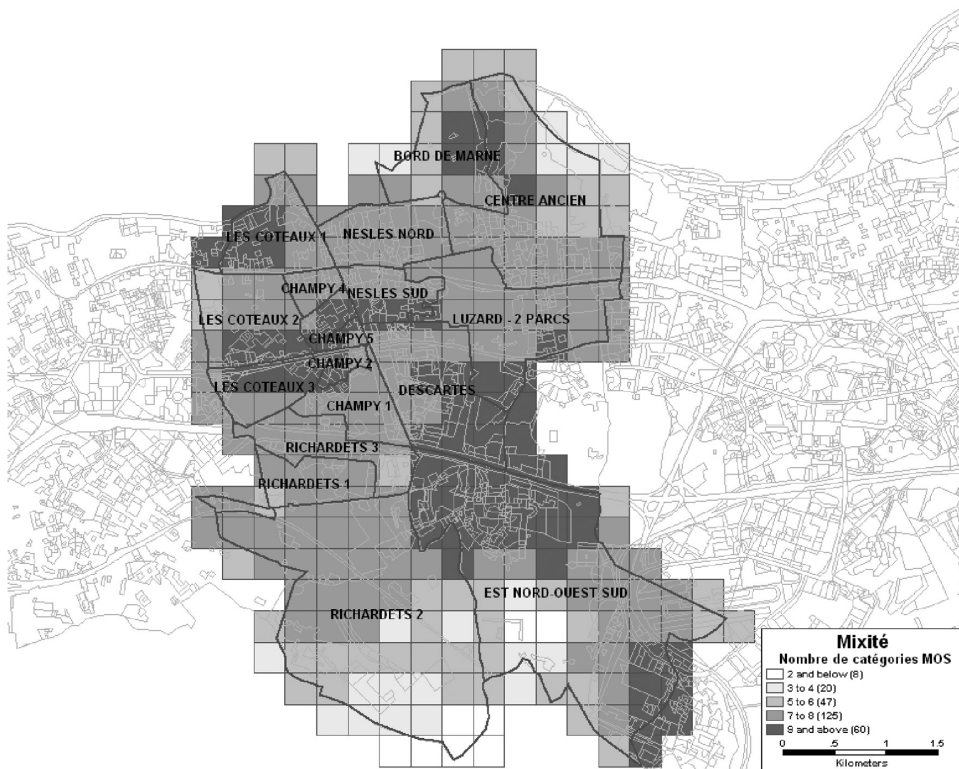 BORD DE MARNE
CENTRE ANCIEN
LES COTEAUX 1
NESLES NORD
CHAMPY 4
NESLES SUD
LES COTEAUX 2
LUZARD - 2 PARCS
CHAMPY 5
CHAMPY 2
LES COTEAUX 3
DESCARTES
CHAMPY 1
RICHARDETS 3
RICHARDETS 1
EST NORD-OUEST SUD
RICHARDETS 2
Mixité
Nombre de catégories MOS
2 and below (8)
3 to 4 (20)
5 to 6 (47)
7 to 8 (125)
9 and above (60)
0 .5 1 1.5
Kilometers